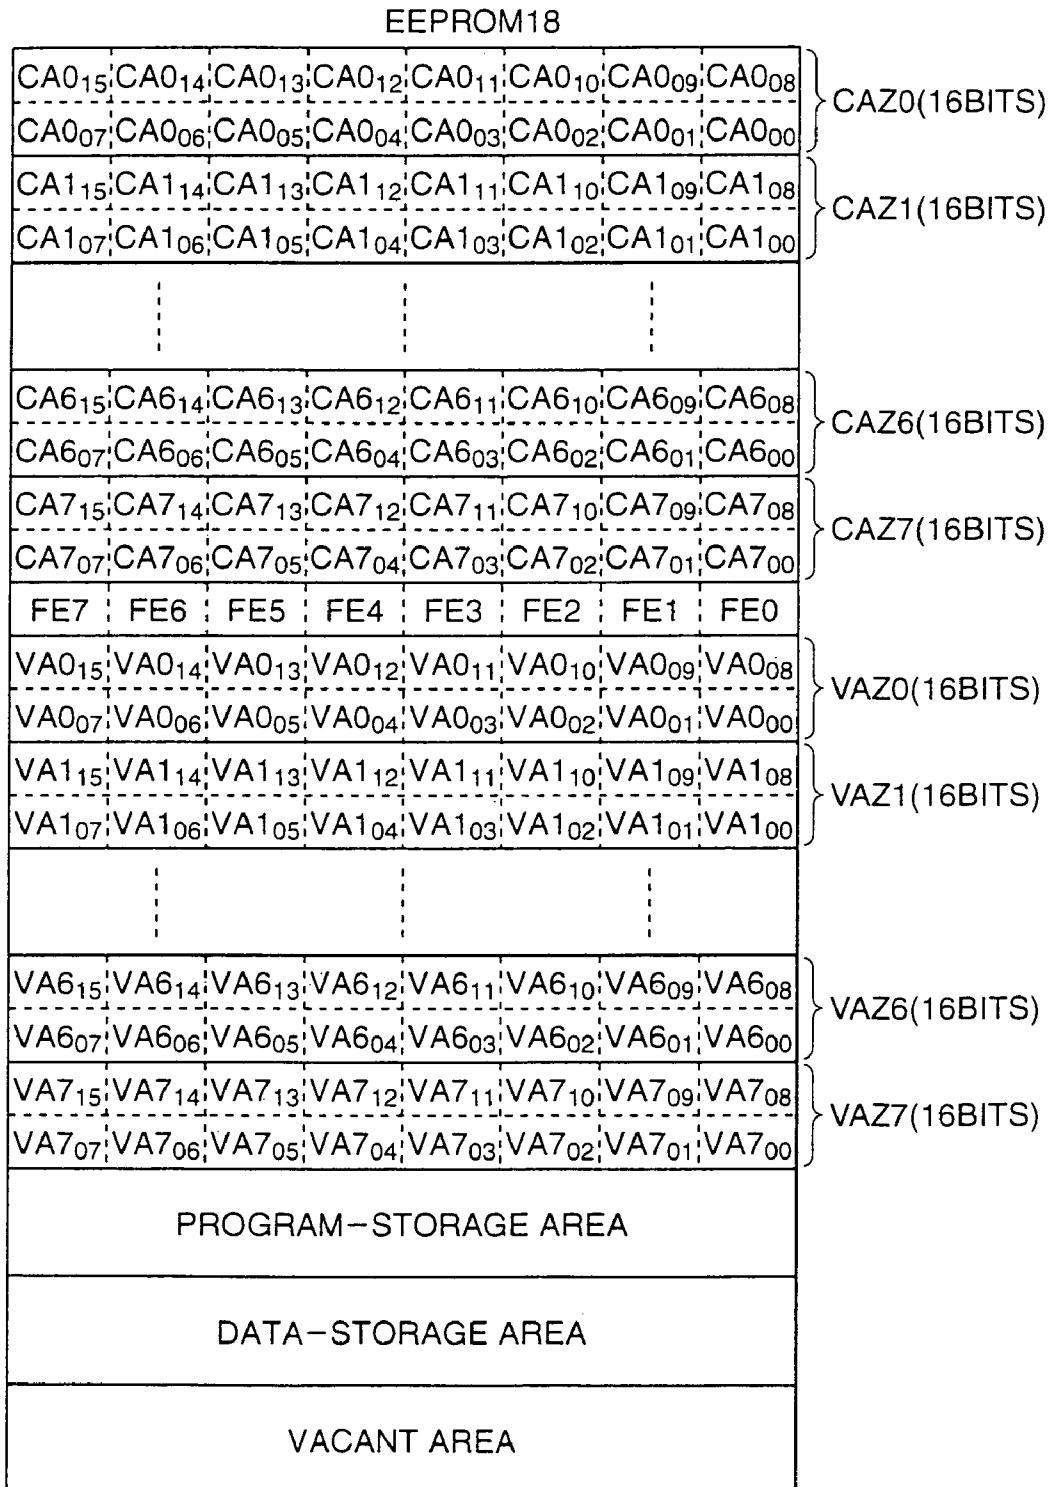 EEPROM18
CA0₁₅ CA0₁₄ CA0₁₃ CA0₁₂ CA0₁₁ CA0₁₀ CA0₀₉ CA0₀₈
CAZ0(16BITS)
CA0₀₇ CA0₀₆ CA0₀₅ CA0₀₄ CA0₀₃ CA0₀₂ CA0₀₁ CA0₀₀
CA1₁₅ CA1₁₄ CA1₁₃ CA1₁₂ CA1₁₁ CA1₁₀ CA1₀₉ CA1₀₈
CAZ1(16BITS)
CA1₀₇ CA1₀₆ CA1₀₅ CA1₀₄ CA1₀₃ CA1₀₂ CA1₀₁ CA1₀₀
CA6₁₅ CA6₁₄ CA6₁₃ CA6₁₂ CA6₁₁ CA6₁₀ CA6₀₉ CA6₀₈
CAZ6(16BITS)
CA6₀₇ CA6₀₆ CA6₀₅ CA6₀₄ CA6₀₃ CA6₀₂ CA6₀₁ CA6₀₀
CA7₁₅ CA7₁₄ CA7₁₃ CA7₁₂ CA7₁₁ CA7₁₀ CA7₀₉ CA7₀₈
CAZ7(16BITS)
CA7₀₇ CA7₀₆ CA7₀₅ CA7₀₄ CA7₀₃ CA7₀₂ CA7₀₁ CA7₀₀
FE7 FE6 FE5 FE4 FE3 FE2 FE1 FE0
VA0₁₅ VA0₁₄ VA0₁₃ VA0₁₂ VA0₁₁ VA0₁₀ VA0₀₉ VA0₀₈
VAZ0(16BITS)
VA0₀₇ VA0₀₆ VA0₀₅ VA0₀₄ VA0₀₃ VA0₀₂ VA0₀₁ VA0₀₀
VA1₁₅ VA1₁₄ VA1₁₃ VA1₁₂ VA1₁₁ VA1₁₀ VA1₀₉ VA1₀₈
VAZ1(16BITS)
VA1₀₇ VA1₀₆ VA1₀₅ VA1₀₄ VA1₀₃ VA1₀₂ VA1₀₁ VA1₀₀
VA6₁₅ VA6₁₄ VA6₁₃ VA6₁₂ VA6₁₁ VA6₁₀ VA6₀₉ VA6₀₈
VAZ6(16BITS)
VA6₀₇ VA6₀₆ VA6₀₅ VA6₀₄ VA6₀₃ VA6₀₂ VA6₀₁ VA6₀₀
VA7₁₅ VA7₁₄ VA7₁₃ VA7₁₂ VA7₁₁ VA7₁₀ VA7₀₉ VA7₀₈
VAZ7(16BITS)
VA7₀₇ VA7₀₆ VA7₀₅ VA7₀₄ VA7₀₃ VA7₀₂ VA7₀₁ VA7₀₀
PROGRAM-STORAGE AREA
DATA-STORAGE AREA
VACANT AREA